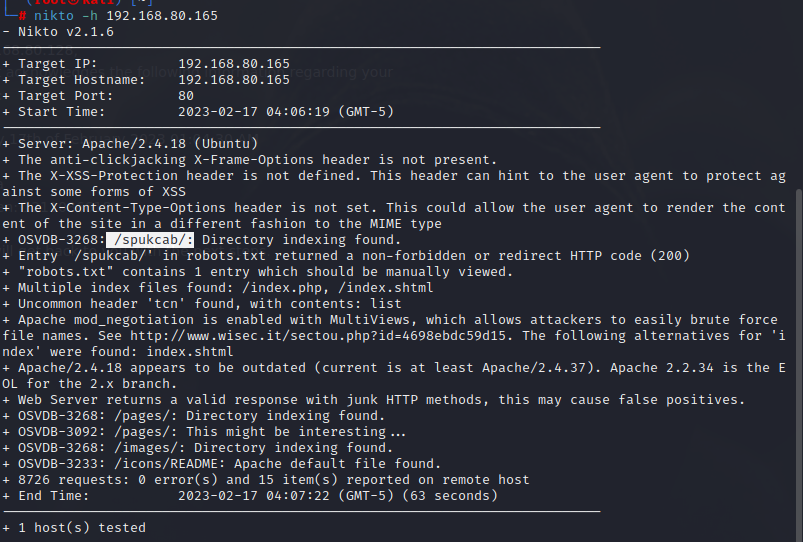 (root㉿kali) [~]
# nikto -h 192.168.80.165
- Nikto v2.1.6
+ Target IP: 192.168.80.165
+ Target Hostname: 192.168.80.165
+ Target Port: 80
+ Start Time: 2023-02-17 04:06:19 (GMT-5)
+ Server: Apache/2.4.18 (Ubuntu)
+ The anti-clickjacking X-Frame-Options header is not present.
+ The X-XSS-Protection header is not defined. This header can hint to the user agent to protect ag
ainst some forms of XSS
+ The X-Content-Type-Options header is not set. This could allow the user agent to render the cont
ent of the site in a different fashion to the MIME type
+ OSVDB-3268: /spukcab/: Directory indexing found.
+ Entry '/spukcab/' in robots.txt returned a non-forbidden or redirect HTTP code (200)
+ "robots.txt" contains 1 entry which should be manually viewed.
+ Multiple index files found: /index.php, /index.shtml
+ Uncommon header 'tcn' found, with contents: list
+ Apache mod_negotiation is enabled with MultiViews, which allows attackers to easily brute force
file names. See http://www.wisec.it/sectou.php?id=4698ebdc59d15. The following alternatives for 'i
ndex' were found: index.shtml
+ Apache/2.4.18 appears to be outdated (current is at least Apache/2.4.37). Apache 2.2.34 is the E
OL for the 2.x branch.
+ Web Server returns a valid response with junk HTTP methods, this may cause false positives.
+ OSVDB-3268: /pages/: Directory indexing found.
+ OSVDB-3092: /pages/: This might be interesting...
+ OSVDB-3268: /images/: Directory indexing found.
+ OSVDB-3233: /icons/README: Apache default file found.
+ 8726 requests: 0 error(s) and 15 item(s) reported on remote host
+ End Time: 2023-02-17 04:07:22 (GMT-5) (63 seconds)
+ 1 host(s) tested